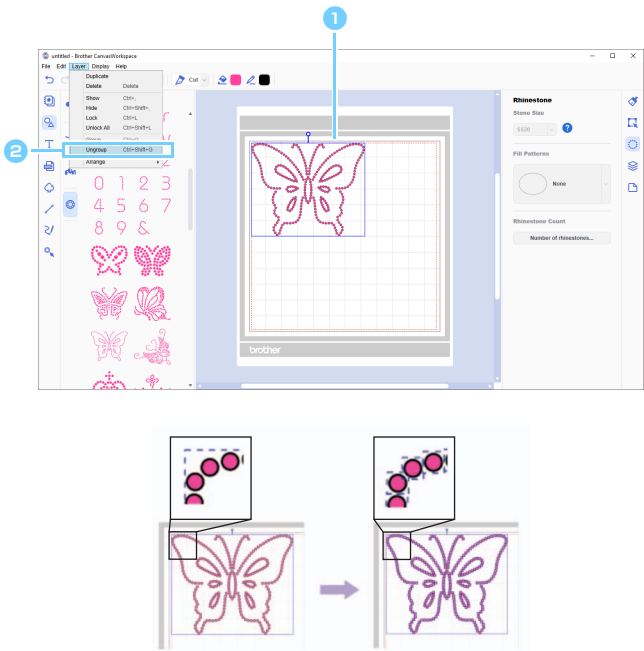 1
untitled - Brother CanvasWorkspace
File Edit Layer Display Help
Duplicate
Delete Delete
Cut
Show Ctrl+,
Hide Ctrl+Shift+,
Lock Ctrl+L
Unlock All Ctrl+Shift+L
2
Ungroup Ctrl+Shift+G
Arrange
T
0 1 2 3
4 5 6 7
8 9 &
Rhinestone
Stone Size
SS20
?
Fill Patterns
None
Rhinestone Count
Number of rhinestones...
brother